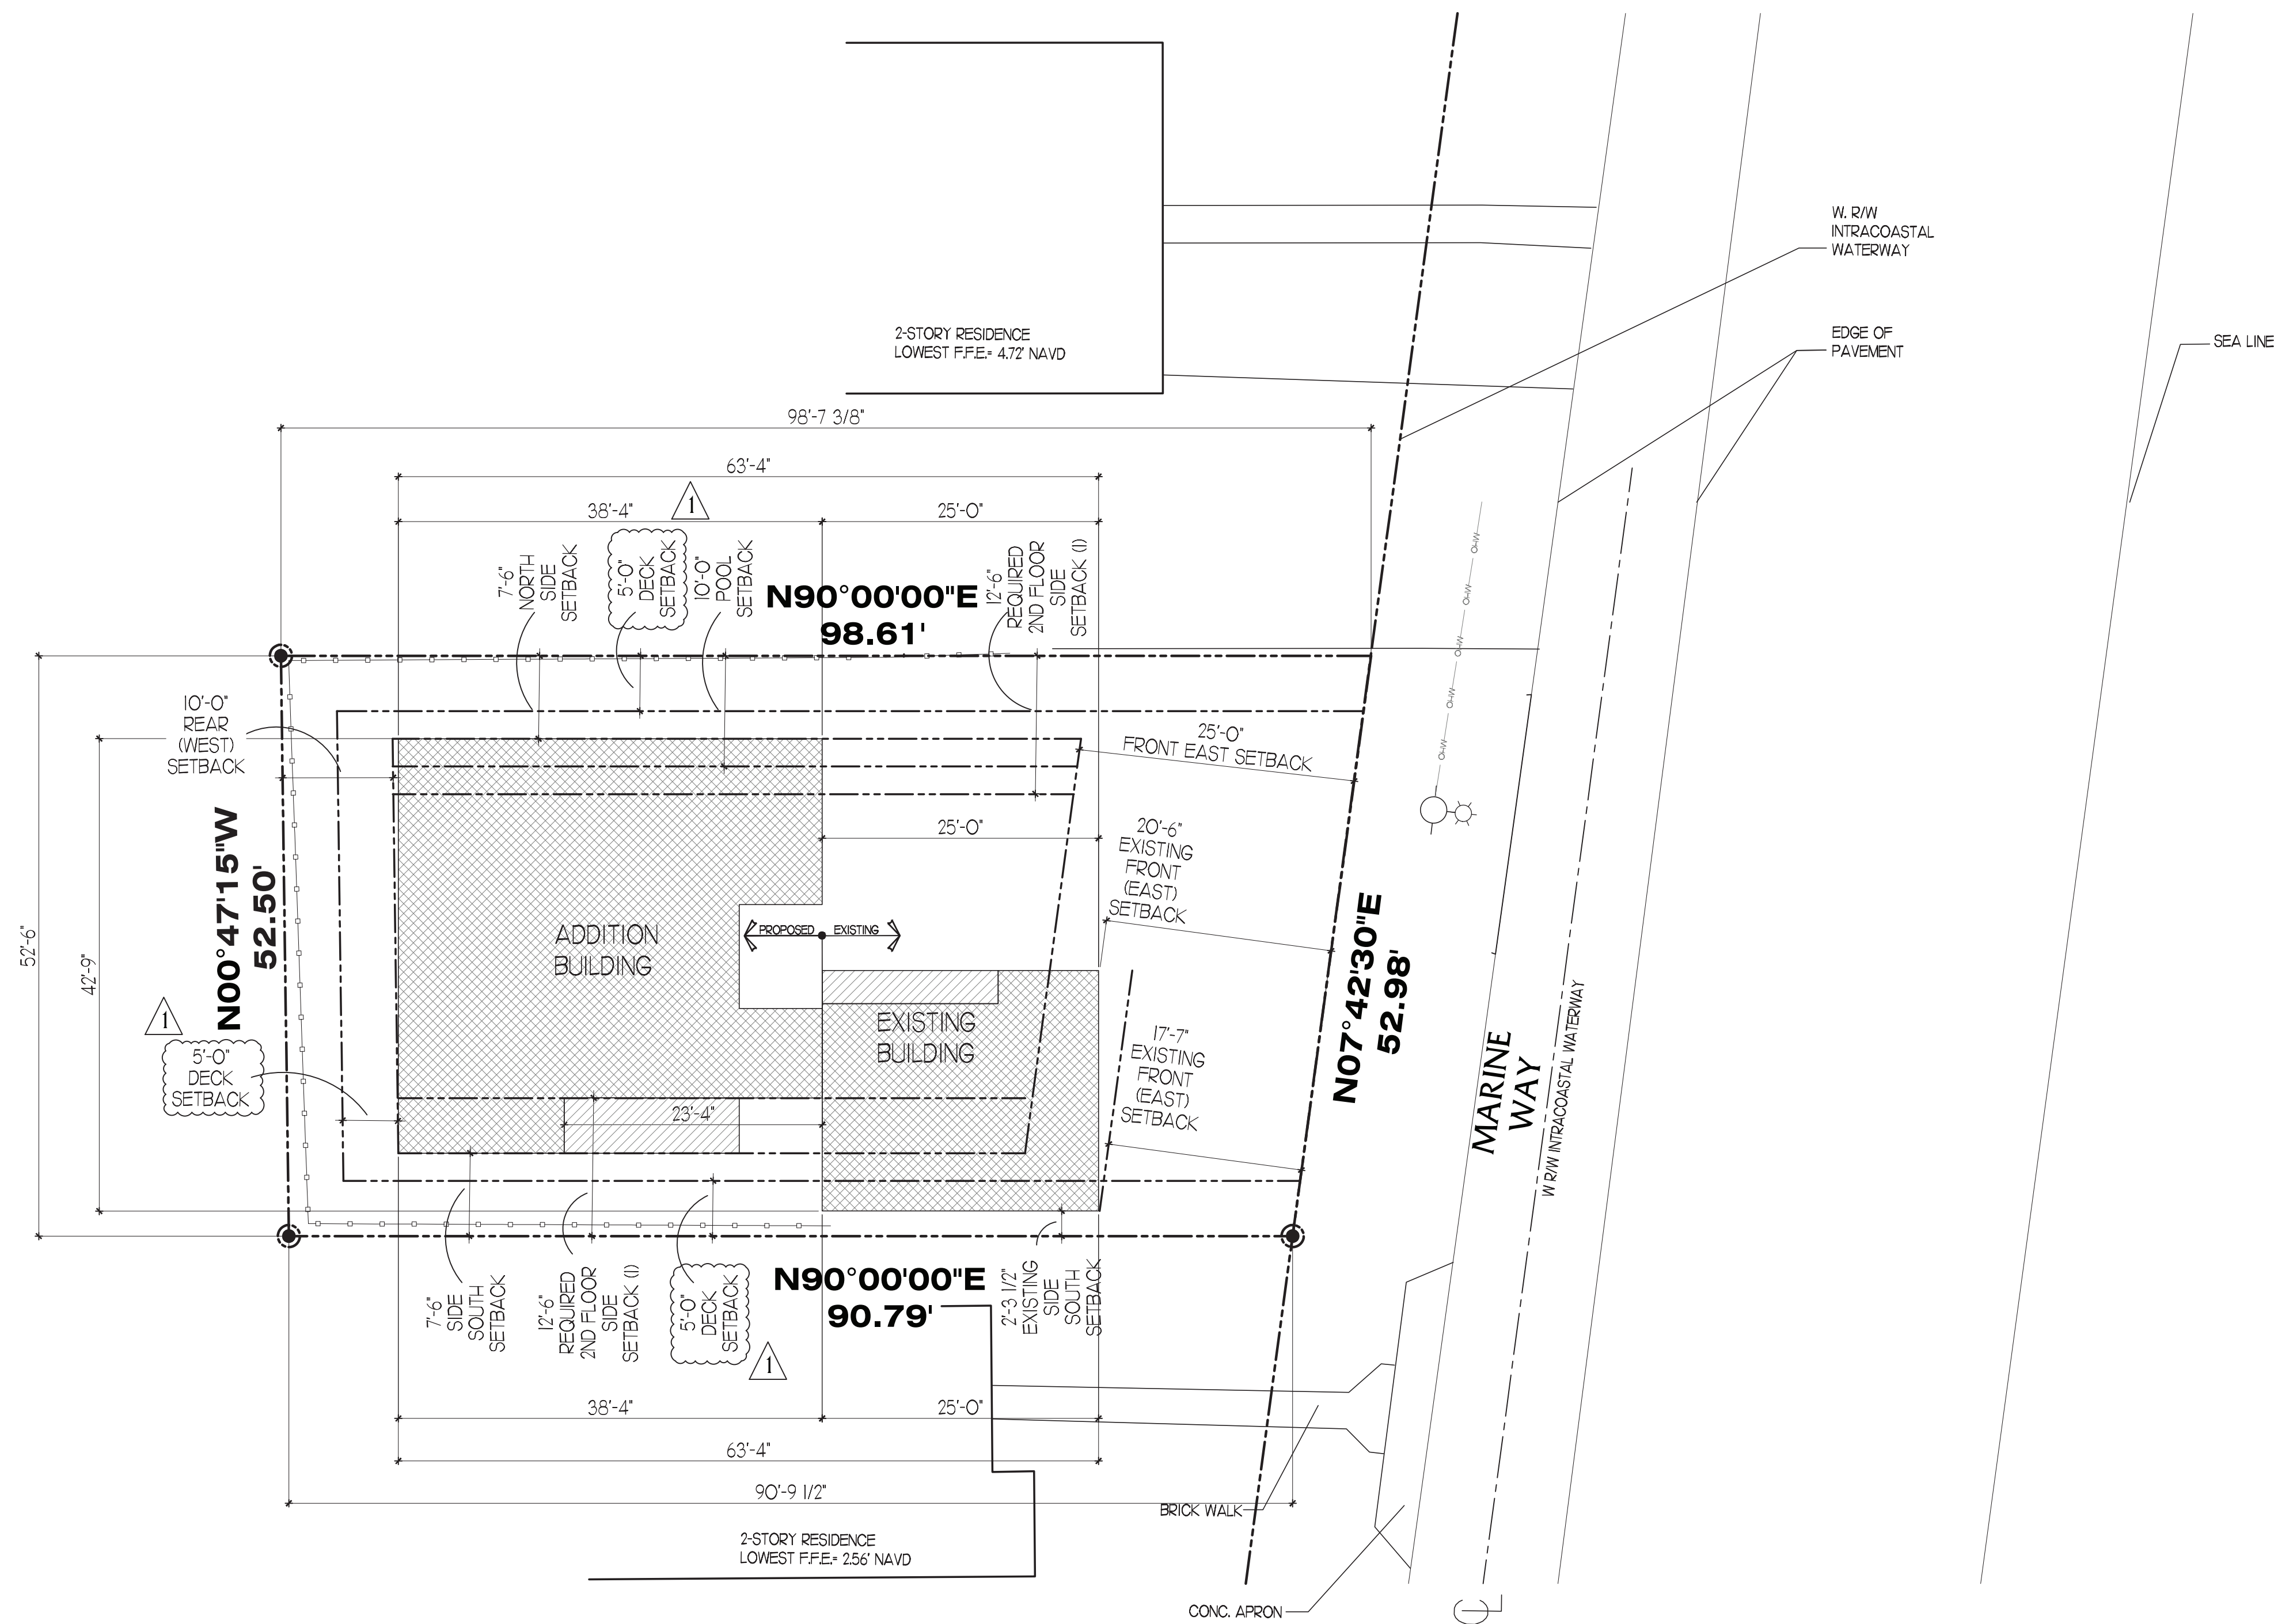 W. R/W
INTRACOASTAL
WATERWAY
2-STORY RESIDENCE
LOWEST F.F.E.= 4.72' NAVD
EDGE OF
PAVEMENT
SEA LINE
98'-7 3/8"
63'-4"
38'-4"
1
25'-0"
7'-6"
NORTH
SIDE
SETBACK
5'-0"
DECK
SETBACK
10'-0"
POOL
SETBACK
N90°00'00"E
98.61'
12'-6"
REQUIRED
2ND FLOOR
SIDE
SETBACK (1)
OHW
OHW
OHW
OHW
OHW
10'-0"
REAR
(WEST)
SETBACK
25'-0"
FRONT EAST SETBACK
N00°47'15"W
52.50'
52'-6"
42'-9"
25'-0"
20'-6"
EXISTING
FRONT
(EAST)
SETBACK
ADDITION
BUILDING
PROPOSED
EXISTING
N07°42'30"E
52.98'
1
5'-0"
DECK
SETBACK
EXISTING
BUILDING
17'-7"
EXISTING
FRONT
(EAST)
SETBACK
MARINE
WAY
W R/W INTRACOASTAL WATERWAY
23'-4"
7'-6"
SIDE
SOUTH
SETBACK
12'-6"
REQUIRED
2ND FLOOR
SIDE
SETBACK (1)
5'-0"
DECK
SETBACK
1
N90°00'00"E
90.79'
2'-3 1/2"
EXISTING
SIDE
SOUTH
SETBACK
38'-4"
25'-0"
63'-4"
90'-9 1/2"
BRICK WALK
2-STORY RESIDENCE
LOWEST F.F.E.= 2.56' NAVD
CONC. APRON